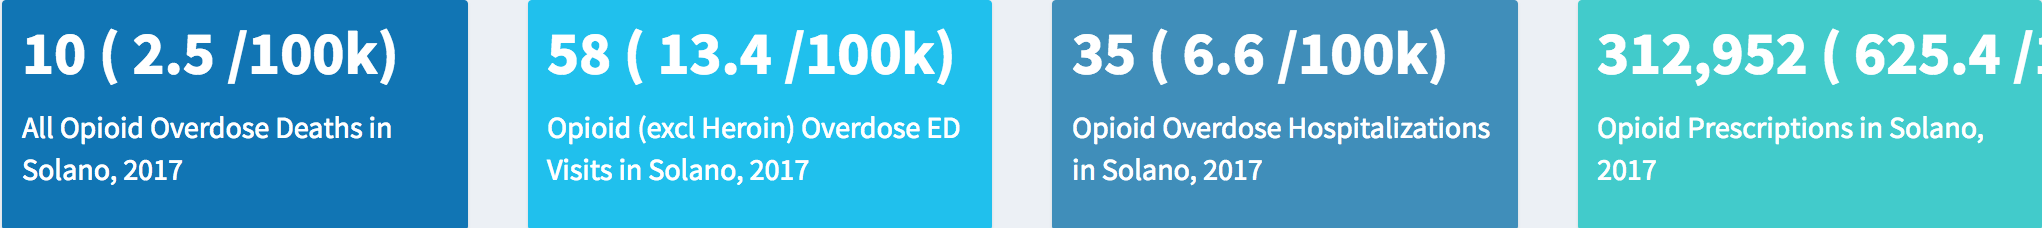 10 ( 2.5 /100k)
All Opioid Overdose Deaths in
Solano, 2017
58 ( 13.4 /100k)
Opioid (excl Heroin) Overdose ED
Visits in Solano, 2017
35 ( 6.6 /100k)
Opioid Overdose Hospitalizations
in Solano, 2017
312,952 ( 625.4 /
Opioid Prescriptions in Solano,
2017